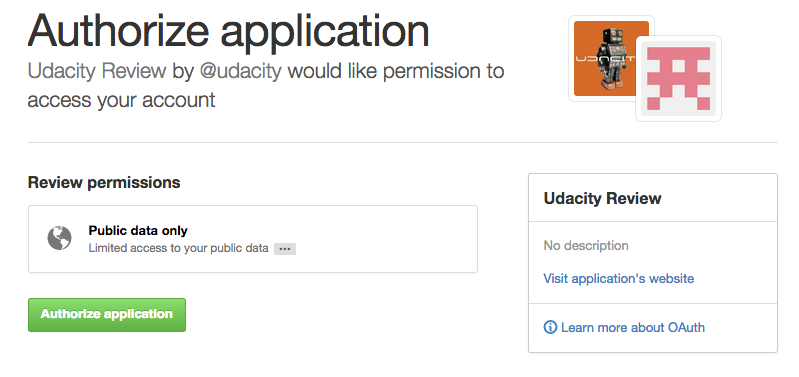 Authorize application
Udacity Review by @udacity would like permission to
access your account
UDACITY
Review permissions
Public data only
Limited access to your public data ...
Authorize application
Udacity Review
No description
Visit application's website
Learn more about OAuth